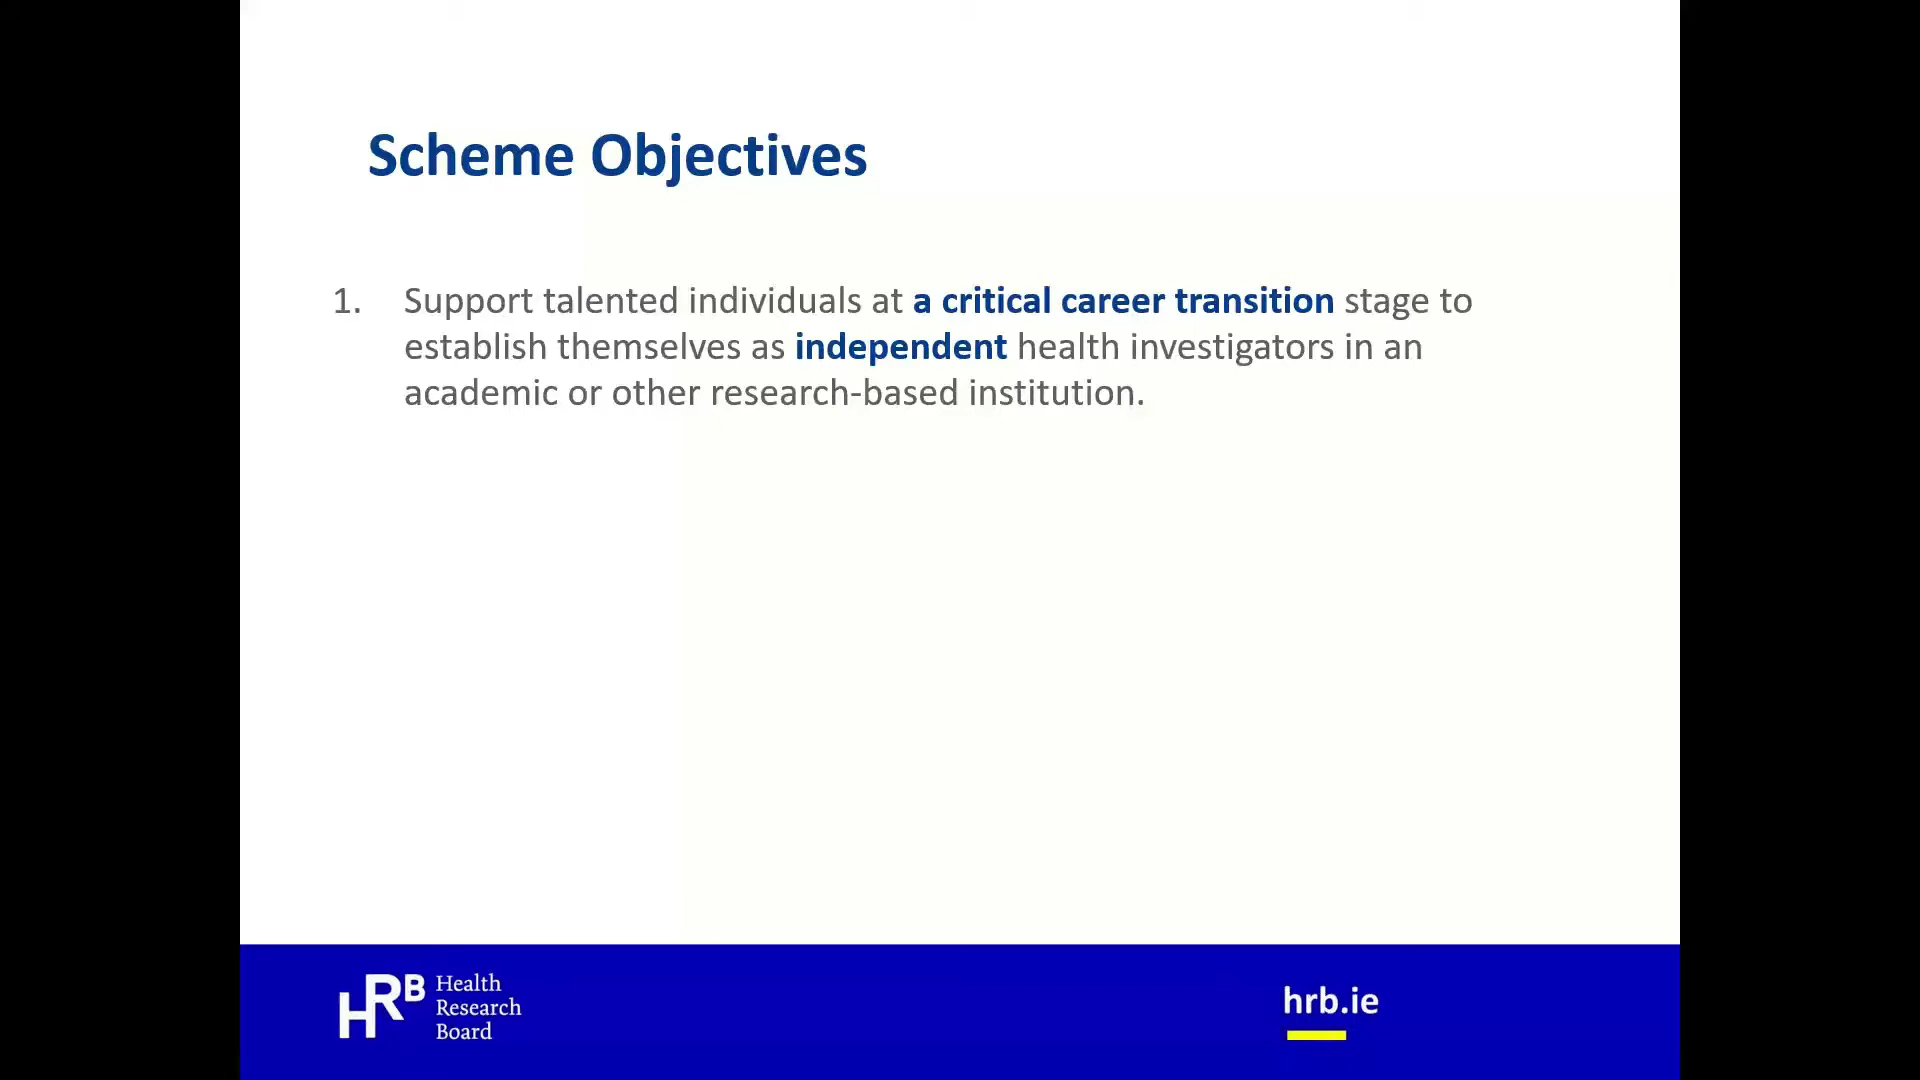 Scheme Objectives
1. Support talented individuals at a critical career transition stage to
establish themselves as independent health investigators in an
academic or other research-based institution.
HRB
Health
Research
Board
hrb.ie